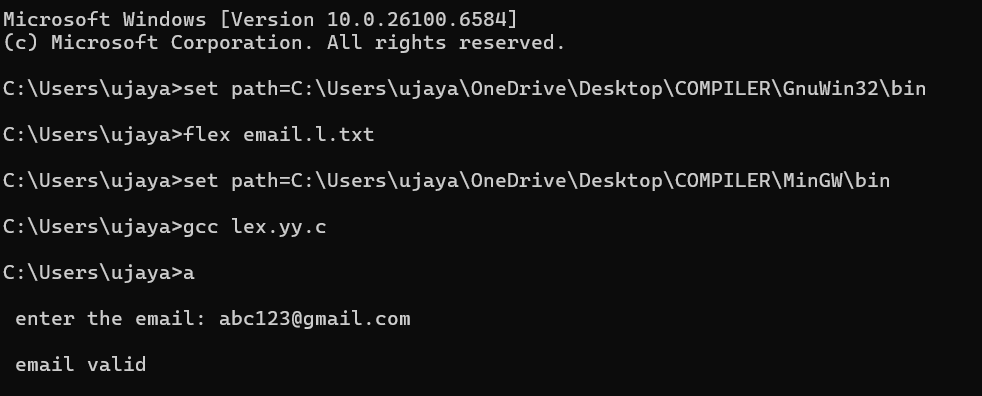 Microsoft Windows [Version 10.0.26100.6584]
(c) Microsoft Corporation. All rights reserved.
C:\Users\ujaya>set path=C:\Users\ujaya\OneDrive\Desktop\COMPILER\GnuWin32\bin
C:\Users\ujaya>flex email.l.txt
C:\Users\ujaya>set path=C:\Users\ujaya\OneDrive\Desktop\COMPILER\MinGW\bin
C:\Users\ujaya>gcc lex.yy.c
C:\Users\ujaya>a
enter the email: abc123@gmail.com
email valid